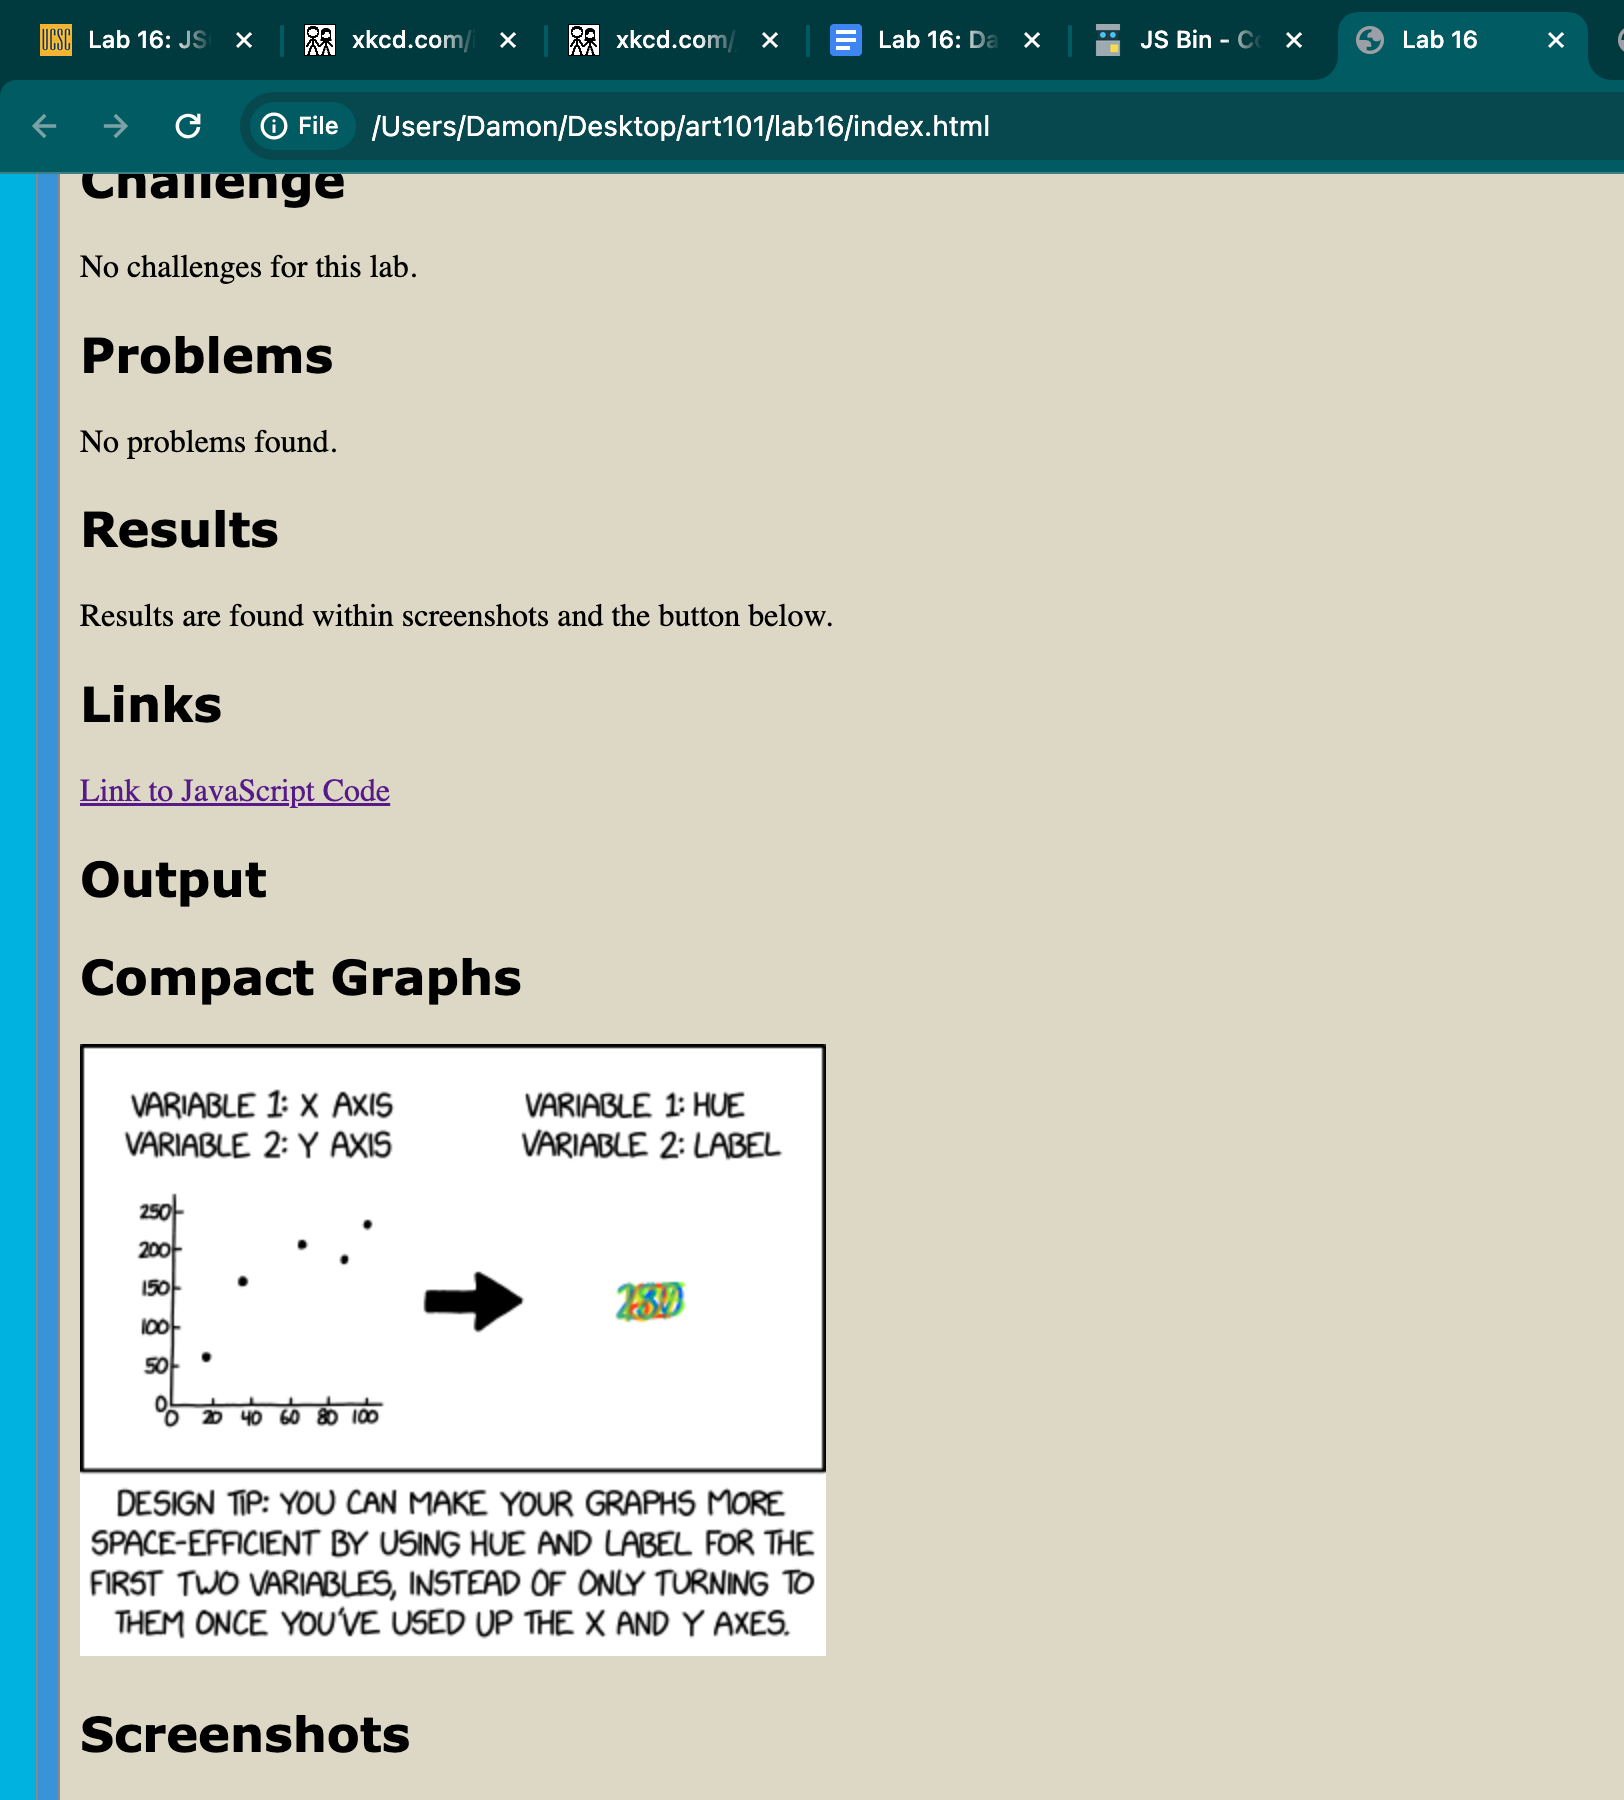 UCSC Lab 16: JS
xkcd.com/
xkcd.com/
Lab 16: Da
JS Bin - Co
Lab 16
File /Users/Damon/Desktop/art101/lab16/index.html
Challenge
No challenges for this lab.
Problems
No problems found.
Results
Results are found within screenshots and the button below.
Links
Link to JavaScript Code
Output
Compact Graphs
VARIABLE 1: X AXIS
VARIABLE 2: Y AXIS
VARIABLE 1: HUE
VARIABLE 2: LABEL
250
200
150
100
50
0
0 20 40 60 80 100
DESIGN TIP: YOU CAN MAKE YOUR GRAPHS MORE
SPACE-EFFICIENT BY USING HUE AND LABEL FOR THE
FIRST TWO VARIABLES, INSTEAD OF ONLY TURNING TO
THEM ONCE YOU'VE USED UP THE X AND Y AXES.
Screenshots